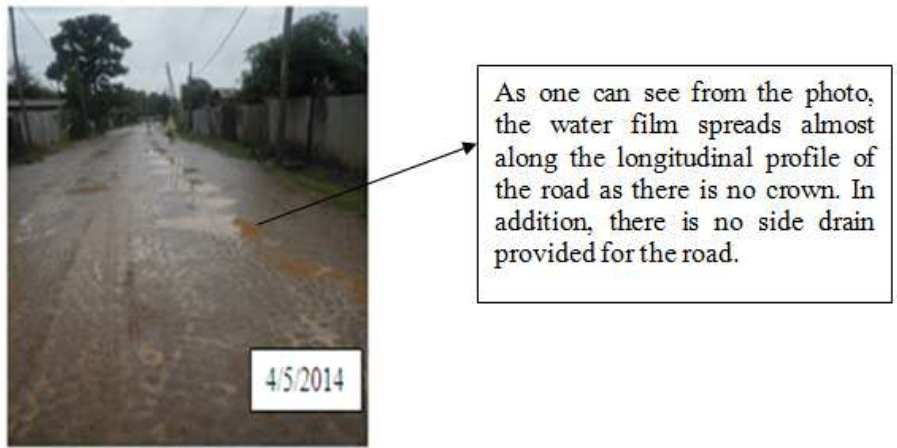 As one can see from the photo,
the water film spreads almost
along the longitudinal profile of
the road as there is no crown. In
addition, there is no side drain
provided for the road.
4/5/2014